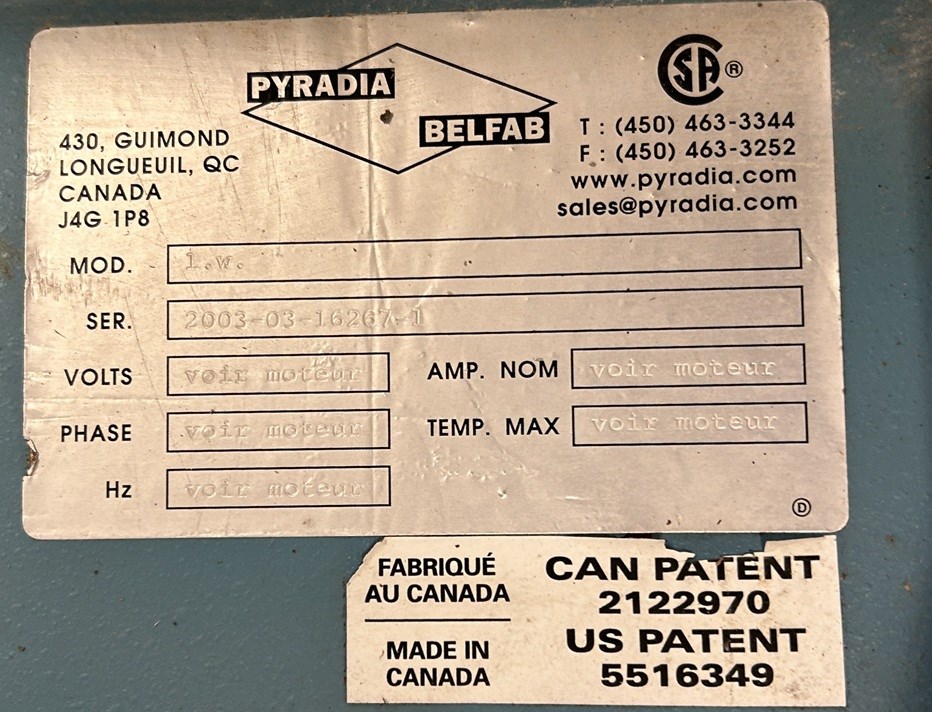 PYRADIA
BELFAB
430, GUIMOND
LONGUEUIL, QC
CANADA
J4G 1P8
CSA ®
T : (450) 463-3344
F : (450) 463-3252
www.pyradia.com
sales@pyradia.com
MOD. i.w.
SER. 2003-03-16267-1
VOLTS voir moteur AMP. NOM voir moteur
PHASE voir moteur TEMP. MAX voir moteur
Hz voir moteur
D
FABRIQUÉ
AU CANADA
MADE IN
CANADA
CAN PATENT
2122970
US PATENT
5516349